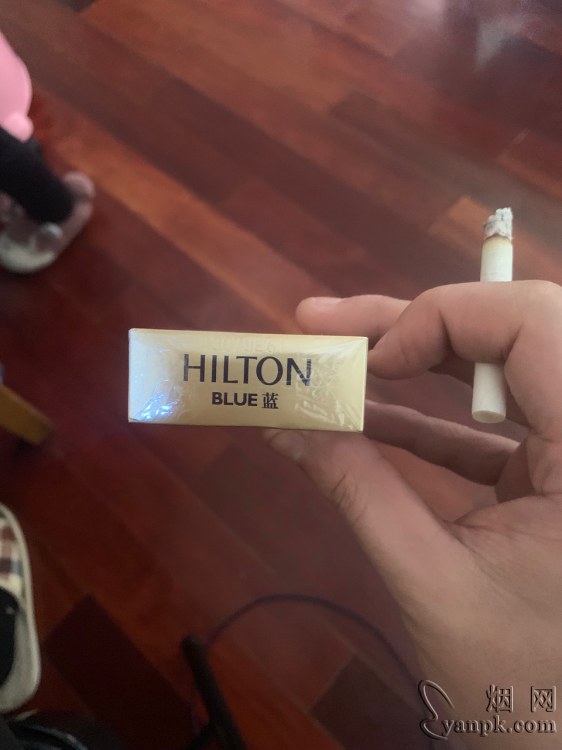 HILTON
BLUE 蓝
烟 网
yanpk.com